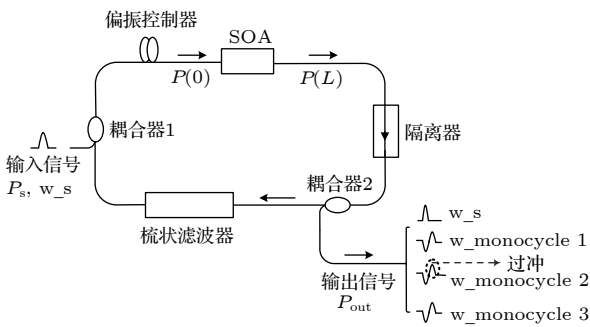 偏振控制器
SOA
P(0)
P(L)
耦合器1
隔离器
输入信号
P_s, w_s
耦合器2
梳状滤波器
w_s
w_monocycle 1
过冲
w_monocycle 2
输出信号
P_out
w_monocycle 3